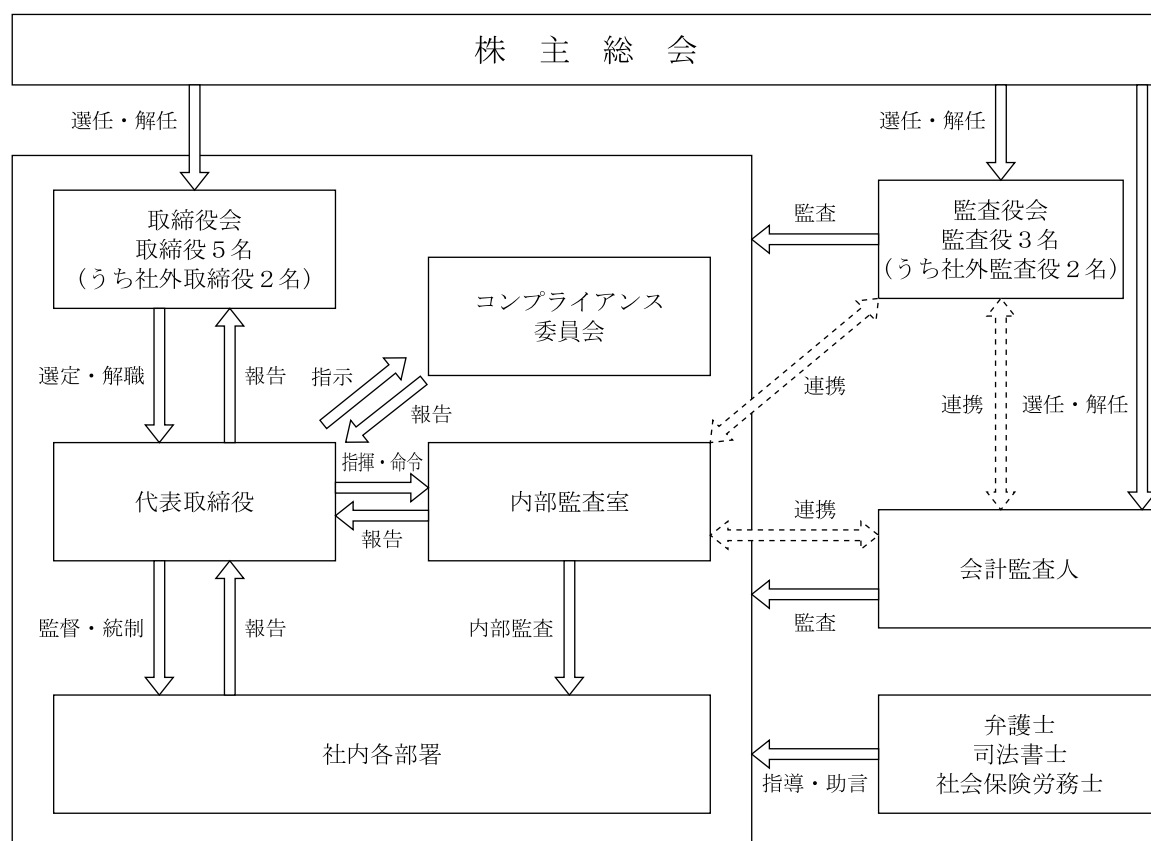 株 主 総 会
選任・解任
選任・解任
取締役会
取締役５名
（うち社外取締役２名）
監査
監査役会
監査役３名
（うち社外監査役２名）
コンプライアンス
委員会
選定・解職
報告
指示
報告
連携
連携
選任・解任
代表取締役
指揮・命令
報告
内部監査室
連携
会計監査人
監査
監督・統制
報告
内部監査
社内各部署
指導・助言
弁護士
司法書士
社会保険労務士